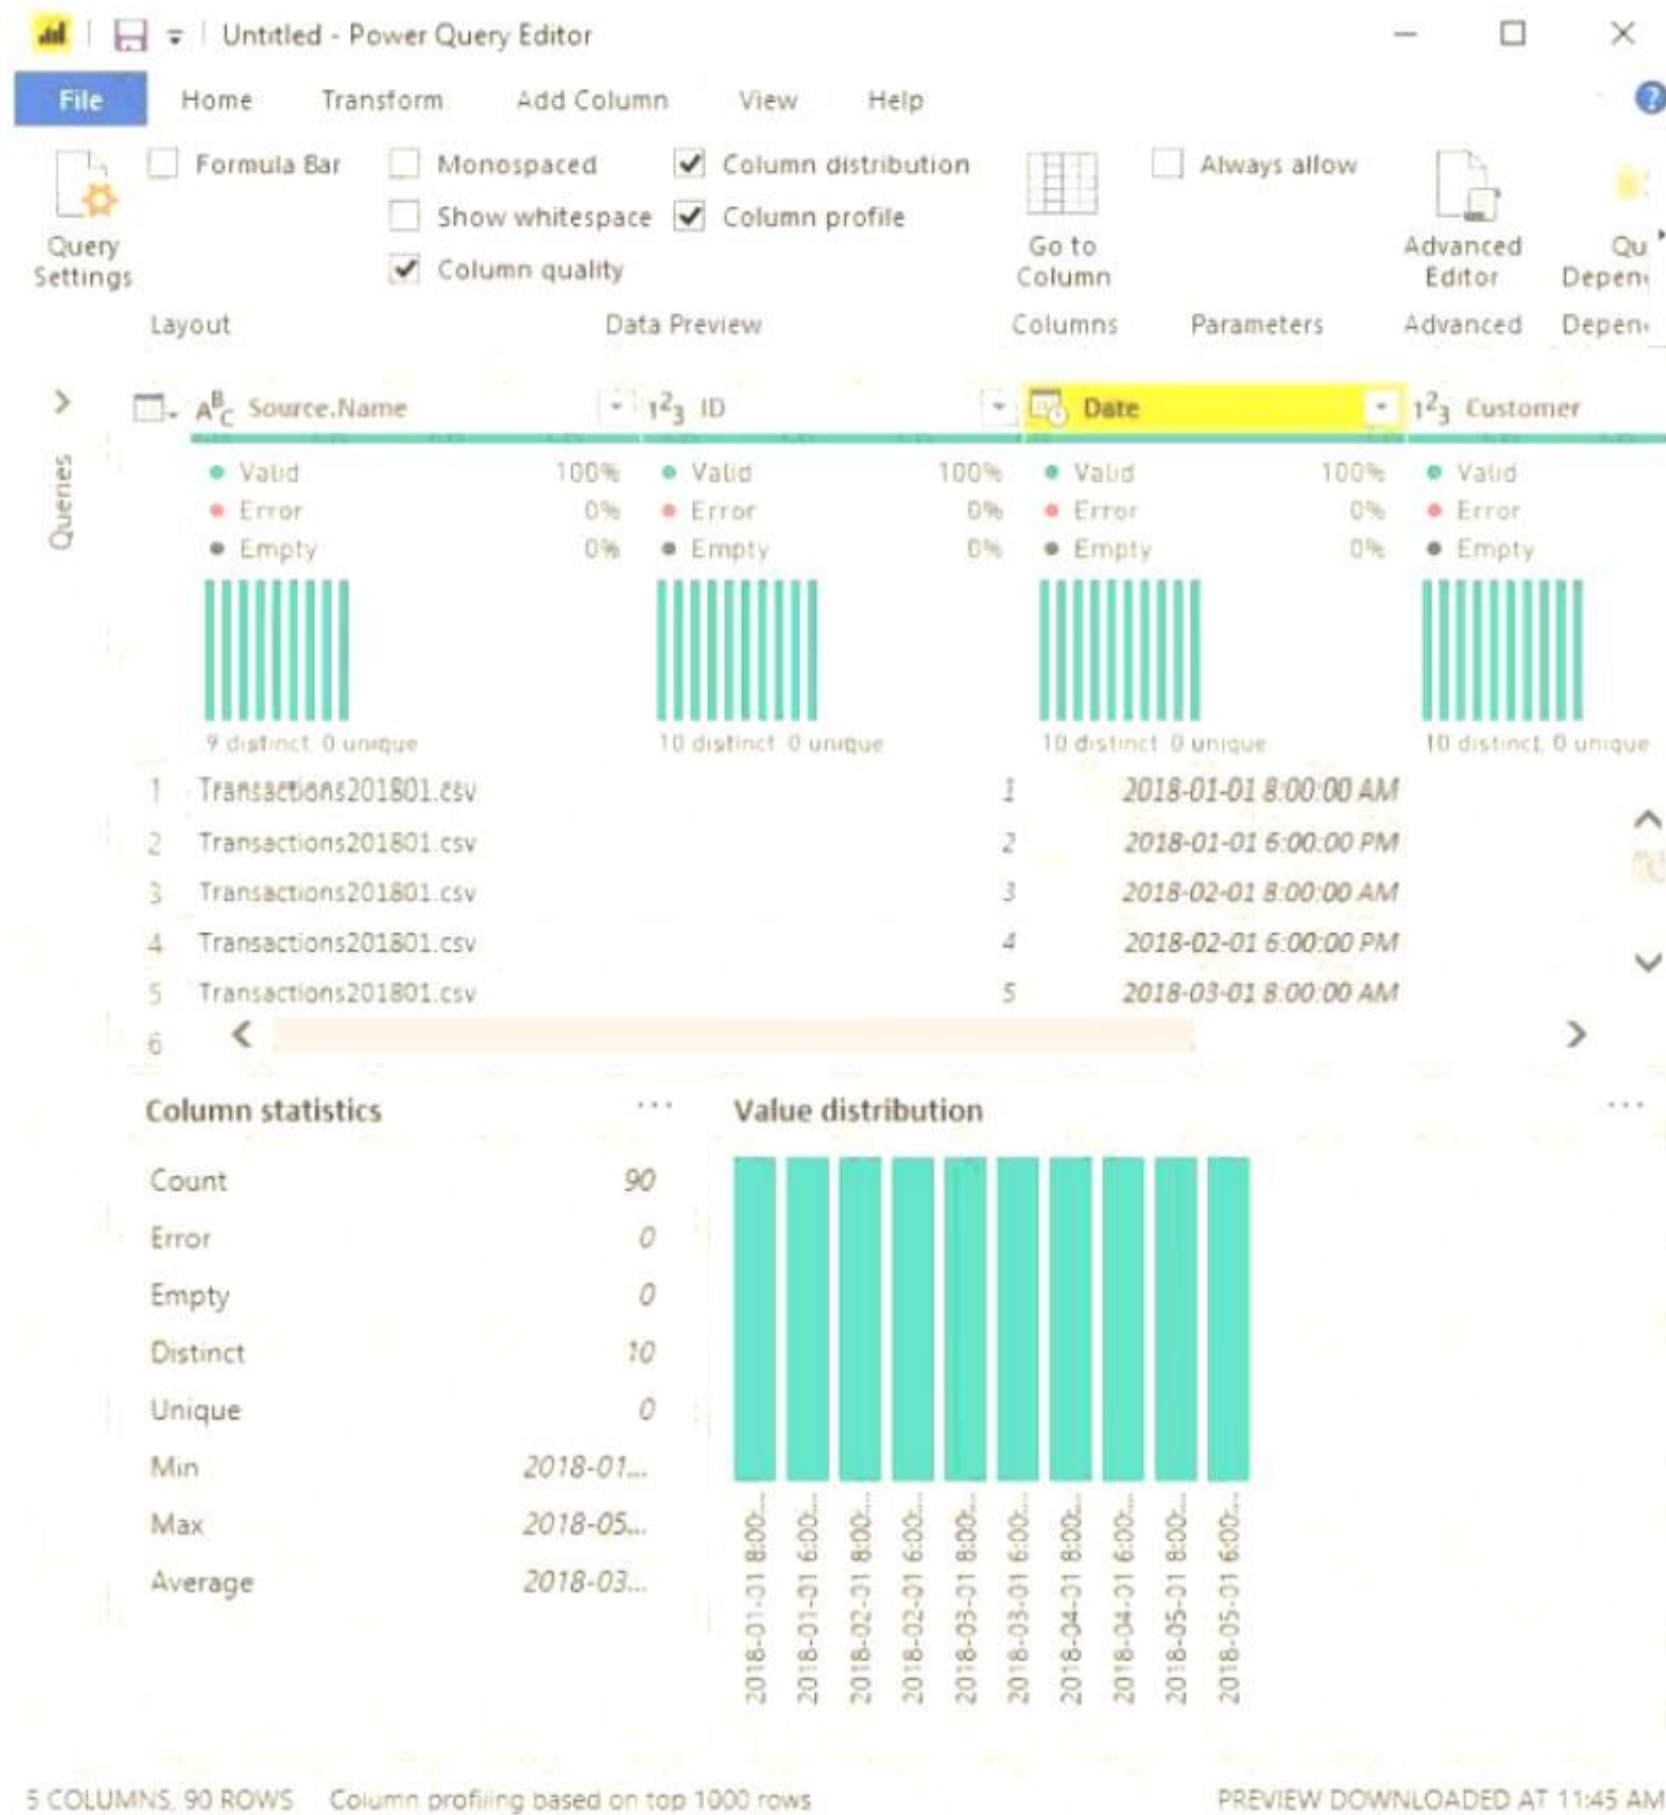 Untitled - Power Query Editor
File Home Transform Add Column View Help
Formula Bar Monospaced Column distribution Always allow
Show whitespace Column profile
Query Settings Column quality Go to Column Advanced Editor Qu Depen
Layout Data Preview Columns Parameters Advanced Depen
Queries
ABC Source.Name 123 ID Date 123 Customer
Valid 100% Valid 100% Valid 100% Valid
Error 0% Error 0% Error 0% Error
Empty 0% Empty 0% Empty 0% Empty
9 distinct, 0 unique 10 distinct, 0 unique 10 distinct, 0 unique 10 distinct, 0 unique
1 Transactions201801.csv 1 2018-01-01 8:00:00 AM
2 Transactions201801.csv 2 2018-01-01 6:00:00 PM
3 Transactions201801.csv 3 2018-02-01 8:00:00 AM
4 Transactions201801.csv 4 2018-02-01 6:00:00 PM
5 Transactions201801.csv 5 2018-03-01 8:00:00 AM
6
Column statistics ... Value distribution ...
Count 90
Error 0
Empty 0
Distinct 10
Unique 0
Min 2018-01...
Max 2018-05...
Average 2018-03...
2018-01-01 8:00:...
2018-01-01 6:00:...
2018-02-01 8:00:...
2018-02-01 6:00:...
2018-03-01 8:00:...
2018-03-01 6:00:...
2018-04-01 8:00:...
2018-04-01 6:00:...
2018-05-01 8:00:...
2018-05-01 6:00:...
5 COLUMNS, 90 ROWS Column profiling based on top 1000 rows PREVIEW DOWNLOADED AT 11:45 AM